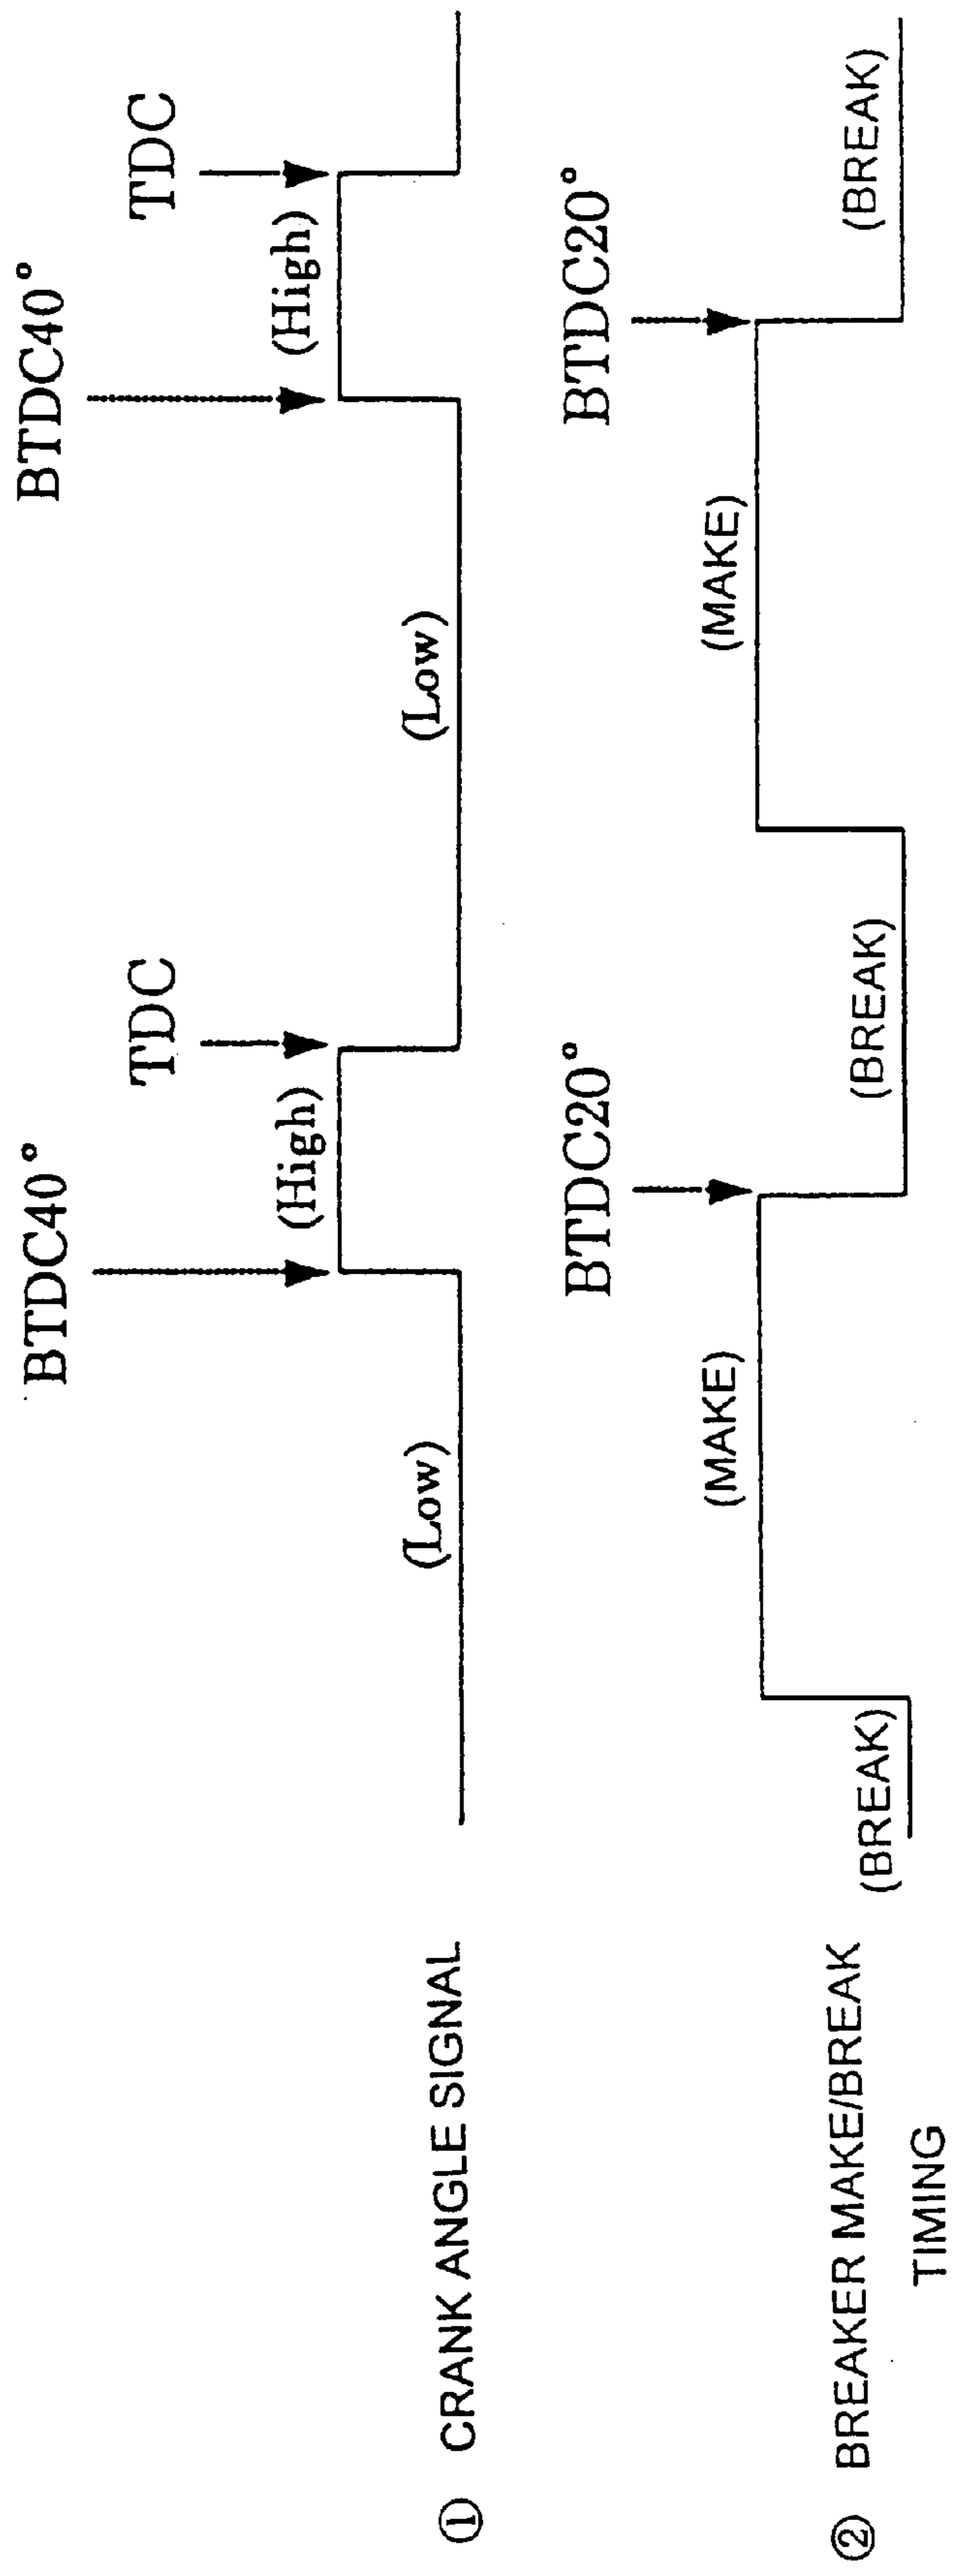 BTDC40°
TDC
BTDC40°
TDC
(Low)
(High)
(Low)
(High)
① CRANK ANGLE SIGNAL
BTDC20°
BTDC20°
(BREAK)
(MAKE)
(BREAK)
(MAKE)
(BREAK)
② BREAKER MAKE/BREAK
TIMING